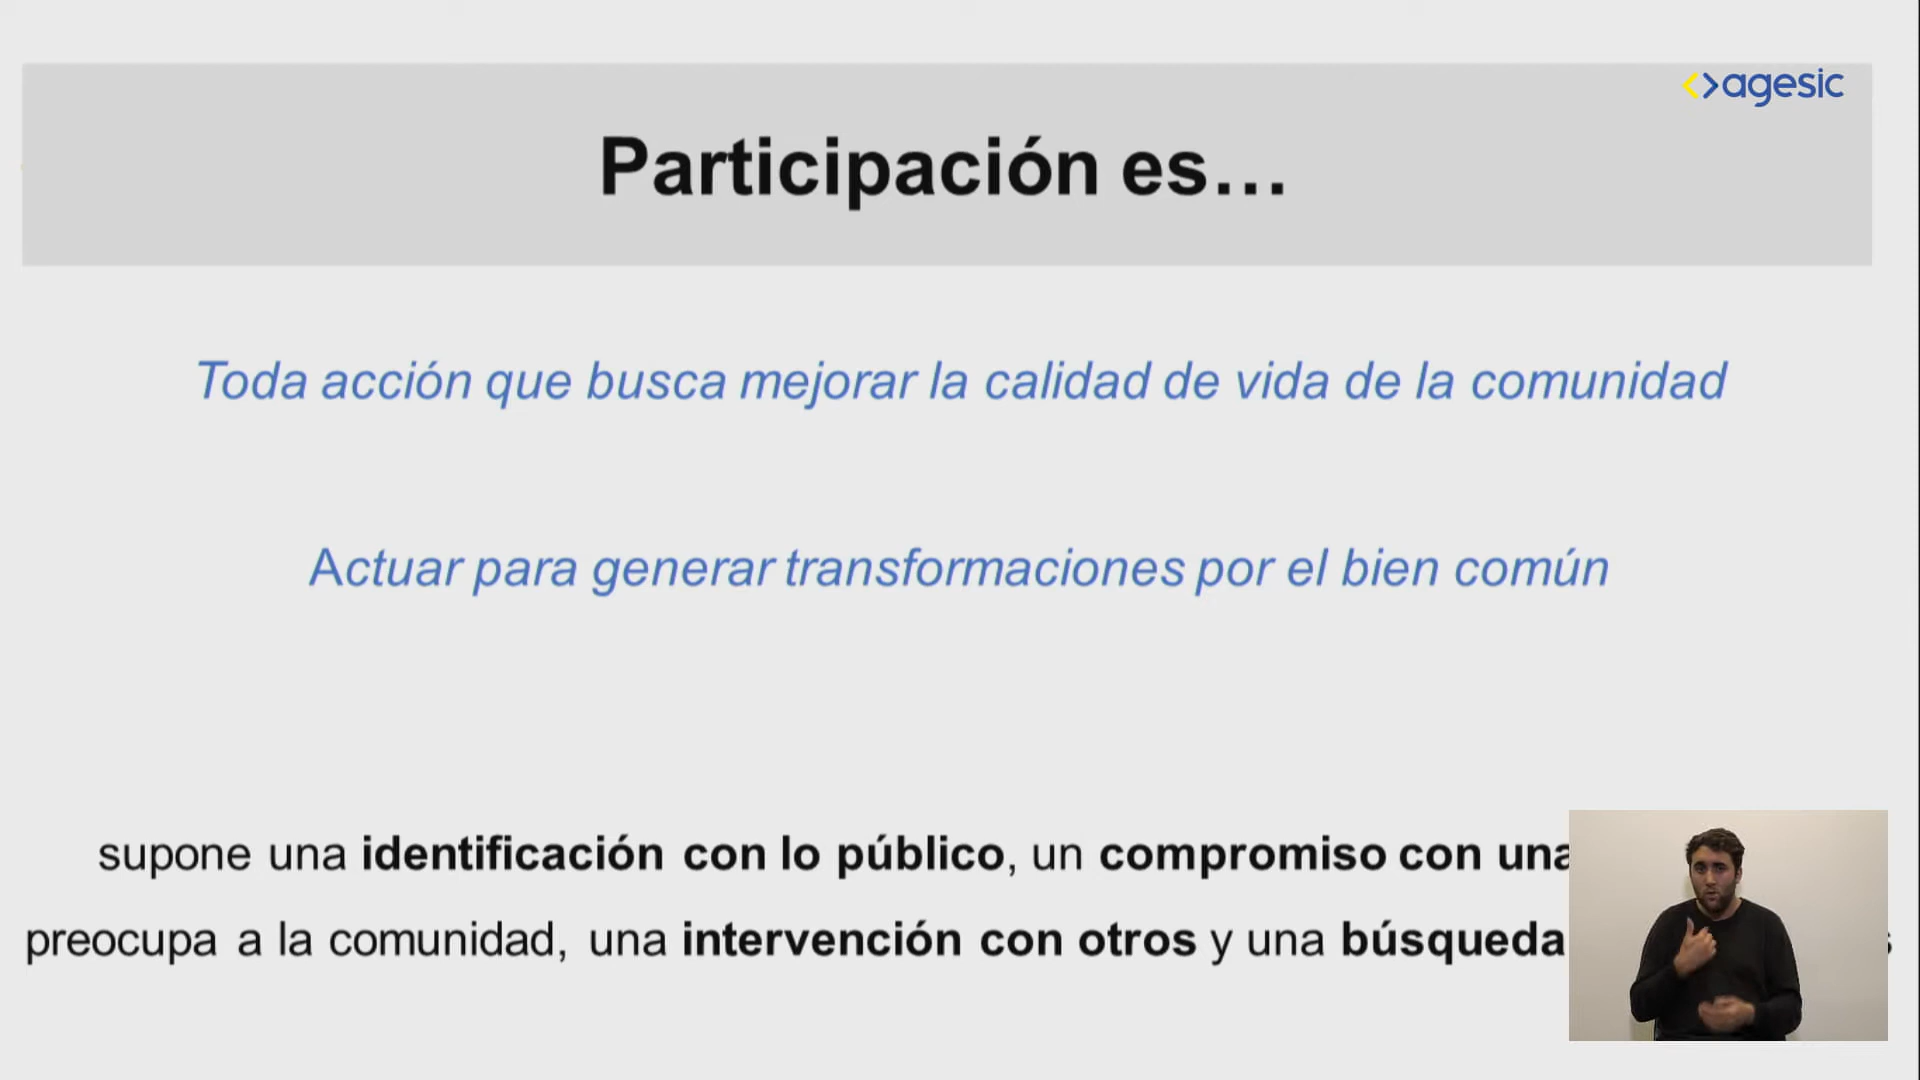 <>agesic
Participación es…
Toda acción que busca mejorar la calidad de vida de la comunidad
Actuar para generar transformaciones por el bien común
supone una identificación con lo público, un compromiso con una
preocupa a la comunidad, una intervención con otros y una búsqueda